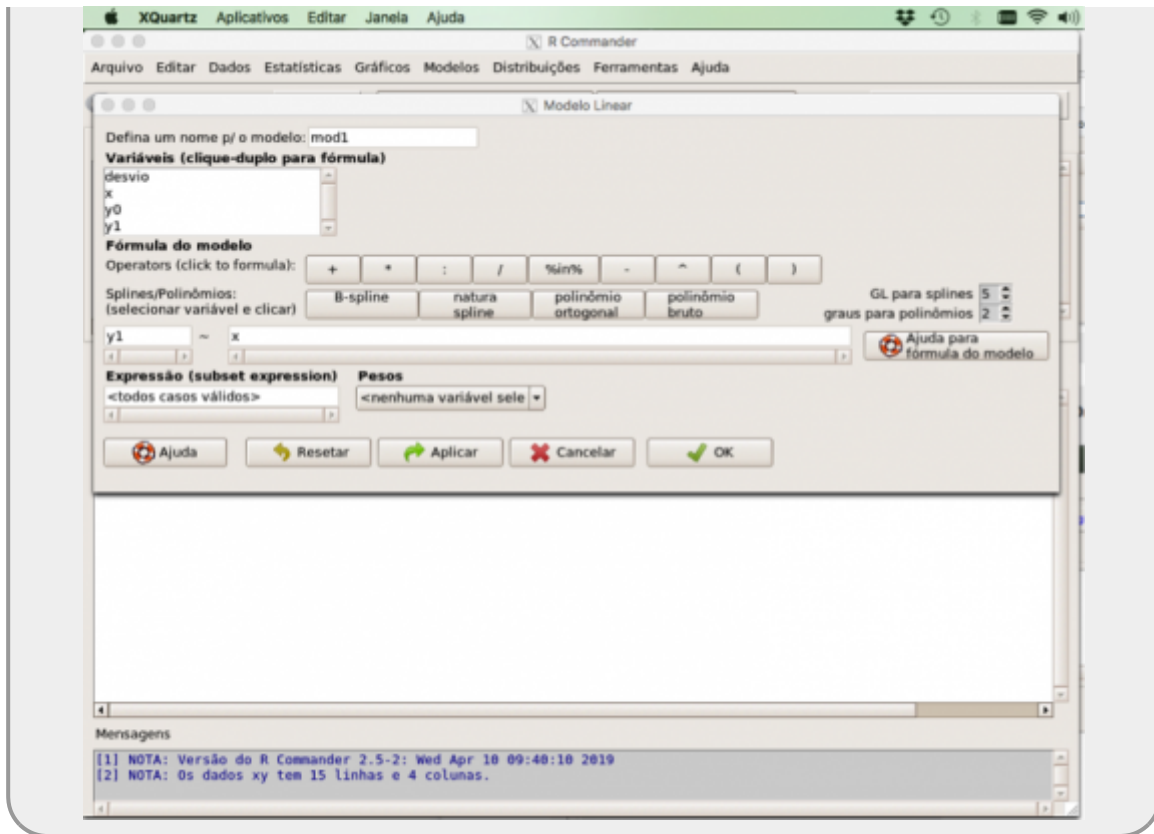 XQuartz Aplicativos Editar Janela Ajuda
R Commander
Arquivo Editar Dados Estatísticas Gráficos Modelos Distribuições Ferramentas Ajuda
Modelo Linear
Defina um nome p/ o modelo: mod1
Variáveis (clique-duplo para fórmula)
desvio
x
y0
y1
Fórmula do modelo
Operators (click to formula): + * : / %in% - ^ ( )
Splines/Polinômios:
(selecionar variável e clicar)
B-spline
natura
spline
polinômio
ortogonal
polinômio
bruto
GL para splines 5
graus para polinômios 2
y1 ~ x
Ajuda para
fórmula do modelo
Expressão (subset expression) Pesos
<todos casos válidos> <nenhuma variável sele
Ajuda Resetar Aplicar Cancelar OK
Mensagens
[1] NOTA: Versão do R Commander 2.5-2: Wed Apr 10 09:40:10 2019
[2] NOTA: Os dados xy tem 15 linhas e 4 colunas.